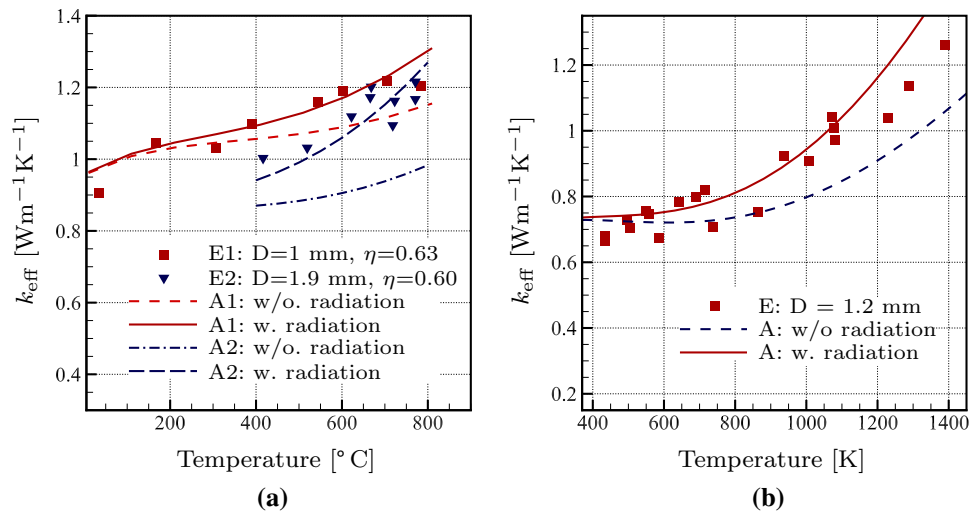 1.4
1.2
1
0.8
0.6
0.4
k_eff [Wm⁻¹K⁻¹]
E1: D=1 mm, η=0.63
E2: D=1.9 mm, η=0.60
A1: w/o. radiation
A1: w. radiation
A2: w/o. radiation
A2: w. radiation
200 400 600 800
Temperature [°C]
(a)
1.2
1
0.8
0.6
0.4
0.2
k_eff [Wm⁻¹K⁻¹]
E: D = 1.2 mm
A: w/o radiation
A: w. radiation
400 600 800 1000 1200 1400
Temperature [K]
(b)